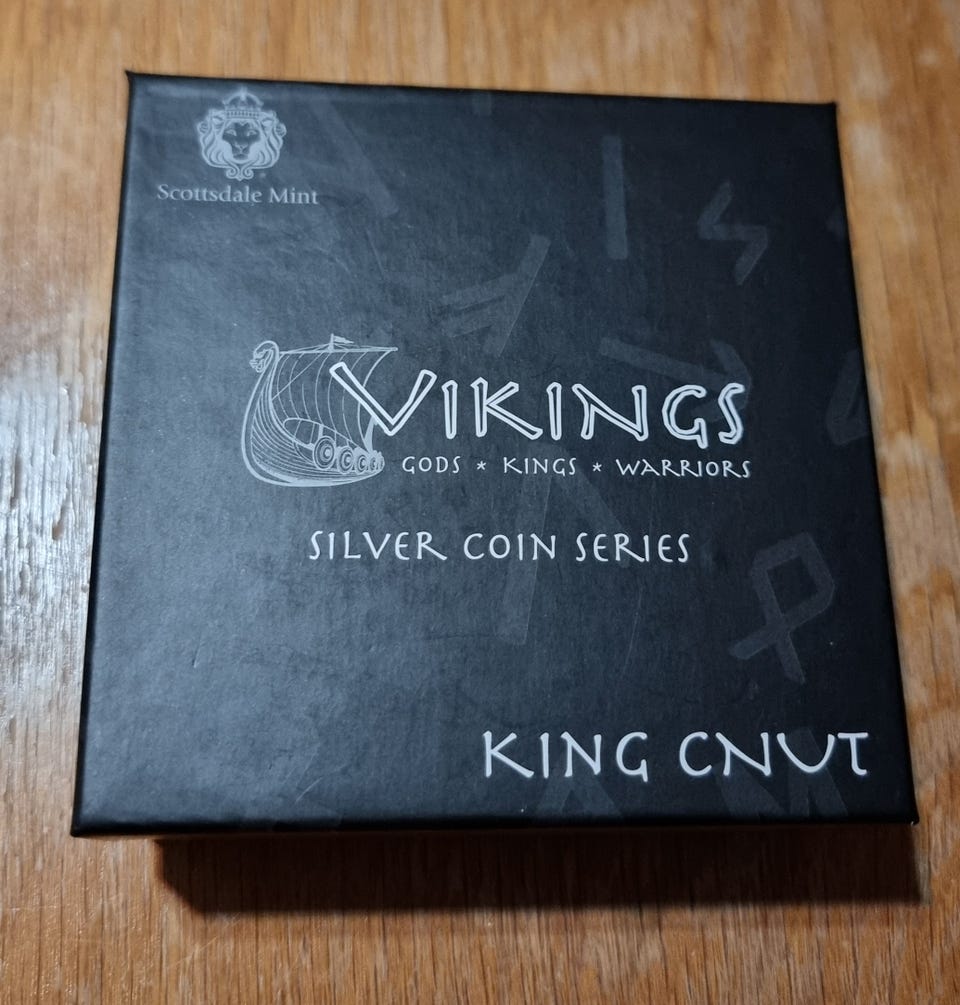 Scottsdale Mint
VIKINGS
GODS * KINGS * WARRIORS
SILVER COIN SERIES
KING CNUT